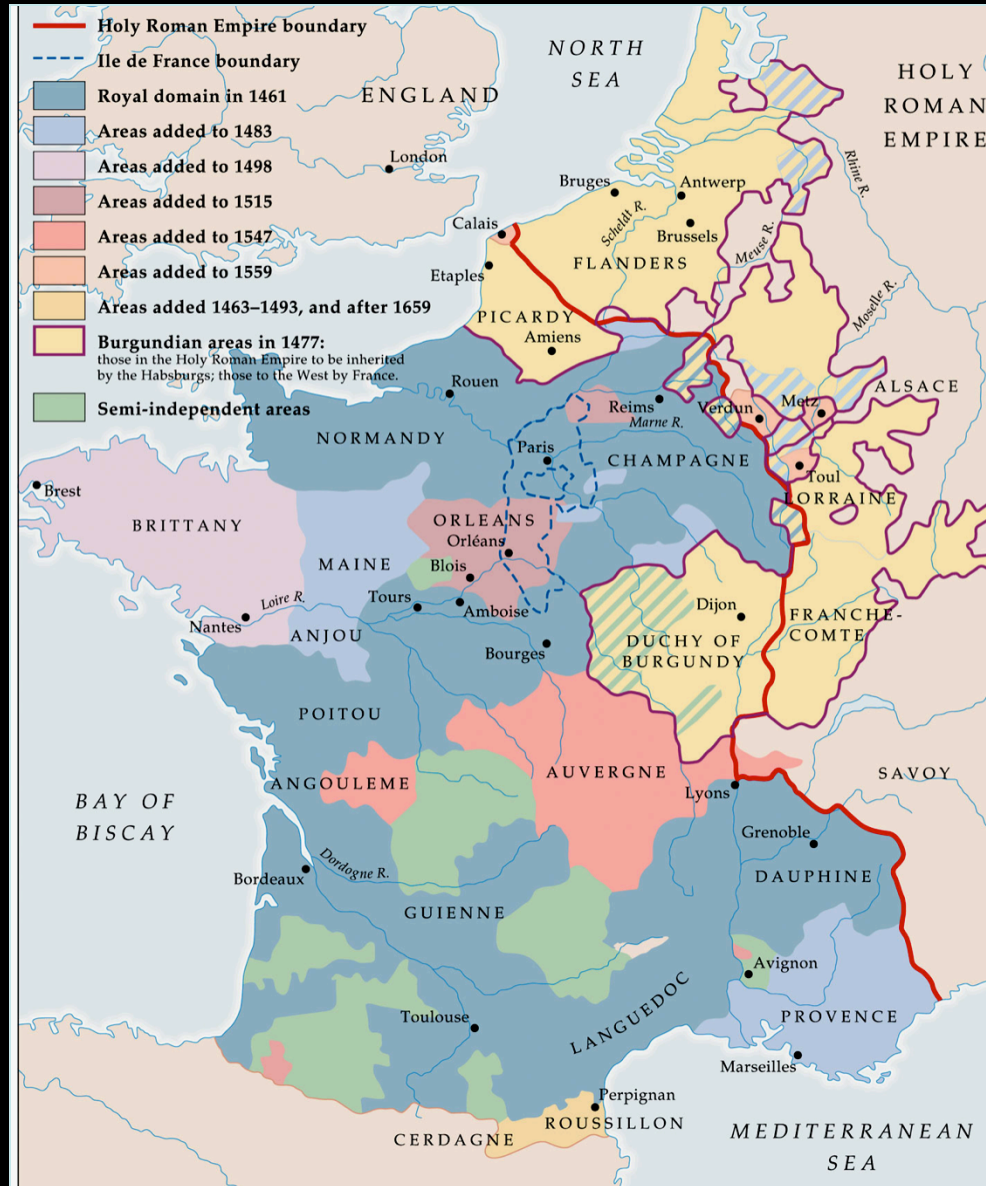 Holy Roman Empire boundary
Ile de France boundary
Royal domain in 1461
Areas added to 1483
Areas added to 1498
Areas added to 1515
Areas added to 1547
Areas added to 1559
Areas added 1463–1493, and after 1659
Burgundian areas in 1477:
those in the Holy Roman Empire to be inherited
by the Habsburgs; those to the West by France.
Semi-independent areas
NORTH
SEA
HOLY
ROMAN
EMPIRE
ENGLAND
London
Rhine R.
Bruges
Antwerp
Scheldt R.
Brussels
Meuse R.
Calais
FLANDERS
Etaples
Moselle R.
PICARDY
Amiens
Rouen
ALSACE
Reims
Marne R.
Verdun
Metz
NORMANDY
Paris
CHAMPAGNE
Toul
LORRAINE
Brest
BRITTANY
ORLEANS
Orléans
MAINE
Blois
Loire R.
Tours
Amboise
Nantes
ANJOU
Bourges
Dijon
FRANCHE-
COMTE
DUCHY OF
BURGUNDY
POITOU
ANGOULEME
AUVERGNE
Lyons
SAVOY
BAY OF
BISCAY
Grenoble
Dordogne R.
DAUPHINE
Bordeaux
GUIENNE
Avignon
LANGUEDOC
PROVENCE
Toulouse
Marseilles
Perpignan
ROUSSILLON
CERDAGNE
MEDITERRANEAN
SEA